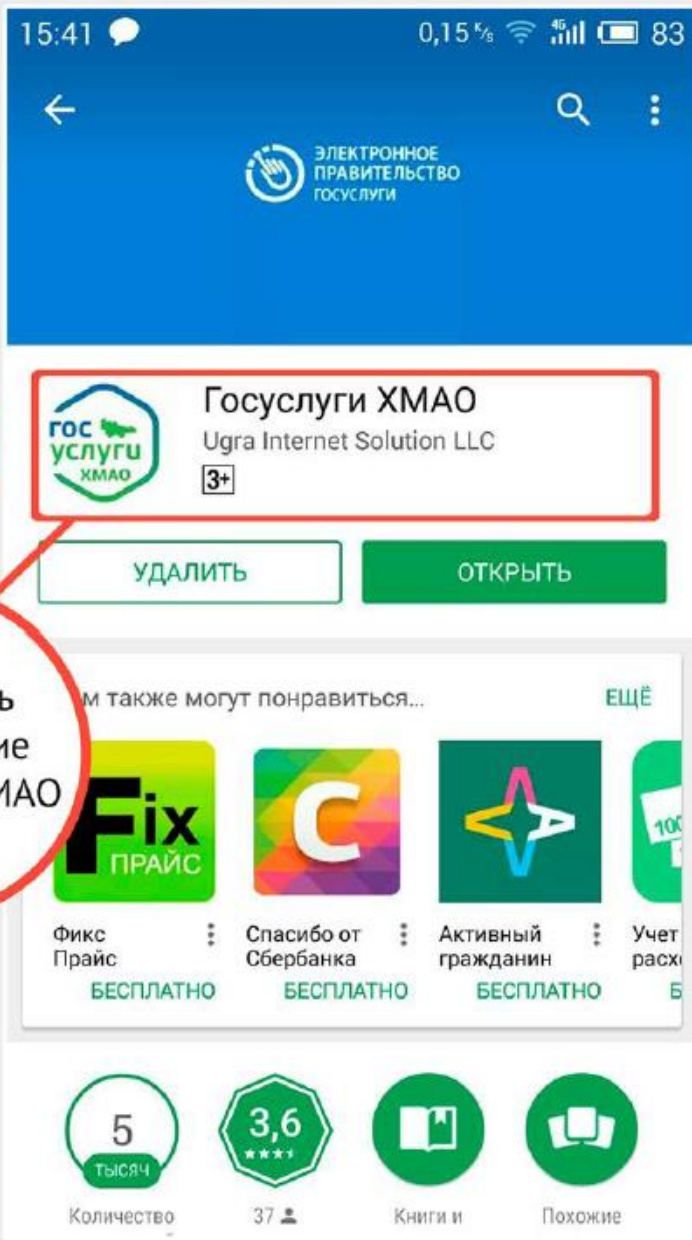 15:41
0,15 K/s
4G
83
ЭЛЕКТРОННОЕ
ПРАВИТЕЛЬСТВО
ГОСУСЛУГИ
гос
услуги
ХМАО
Госуслуги ХМАО
Ugra Internet Solution LLC
3+
УДАЛИТЬ
ОТКРЫТЬ
м также могут понравиться...
ЕЩЁ
Fix
ПРАЙС
С
100
Фикс
Прайс
БЕСПЛАТНО
Спасибо от
Сбербанка
БЕСПЛАТНО
Активный
гражданин
БЕСПЛАТНО
Учет
расх
Б
5
ТЫСЯЧ
Количество
3,6
37
Книги и
Похожие